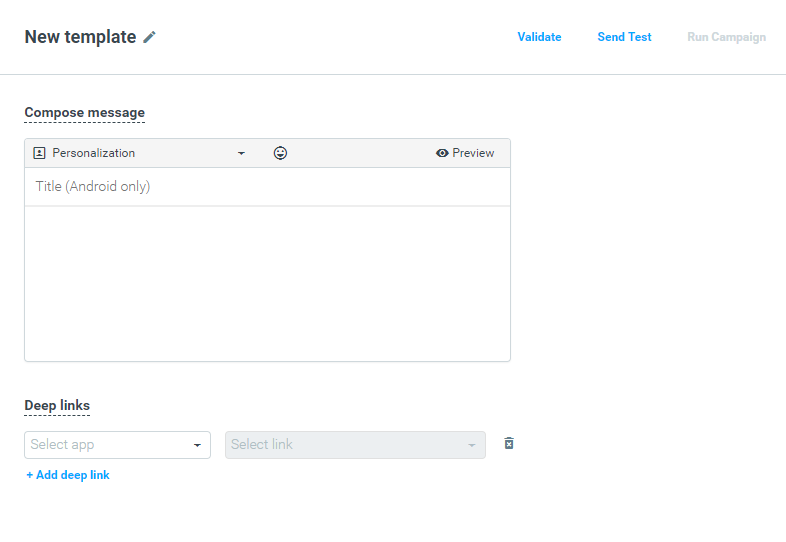 New template
Validate
Send Test
Run Campaign
Compose message
Personalization
Preview
Title (Android only)
Deep links
Select app
Select link
+ Add deep link